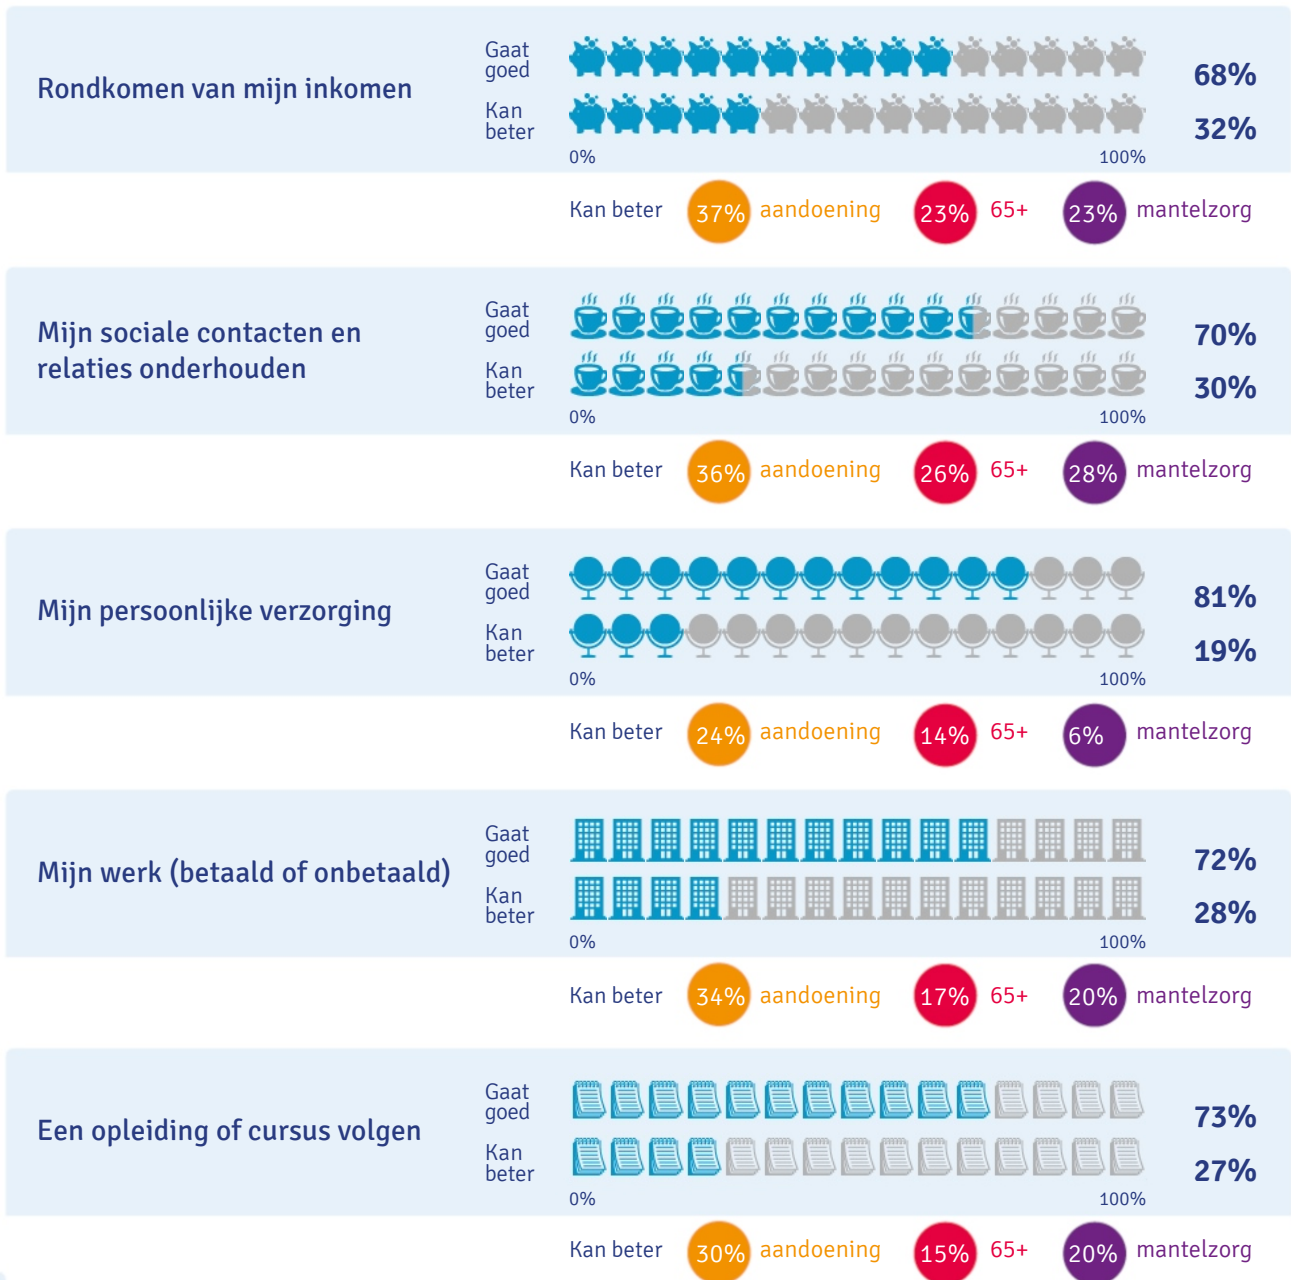 Rondkomen van mijn inkomen
Gaat
goed
68%
Kan
beter
32%
0% 100%
Kan beter 37% aandoening 23% 65+ 23% mantelzorg
Mijn sociale contacten en
relaties onderhouden
Gaat
goed
70%
Kan
beter
30%
0% 100%
Kan beter 36% aandoening 26% 65+ 28% mantelzorg
Mijn persoonlijke verzorging
Gaat
goed
81%
Kan
beter
19%
0% 100%
Kan beter 24% aandoening 14% 65+ 6% mantelzorg
Mijn werk (betaald of onbetaald)
Gaat
goed
72%
Kan
beter
28%
0% 100%
Kan beter 34% aandoening 17% 65+ 20% mantelzorg
Een opleiding of cursus volgen
Gaat
goed
73%
Kan
beter
27%
0% 100%
Kan beter 30% aandoening 15% 65+ 20% mantelzorg